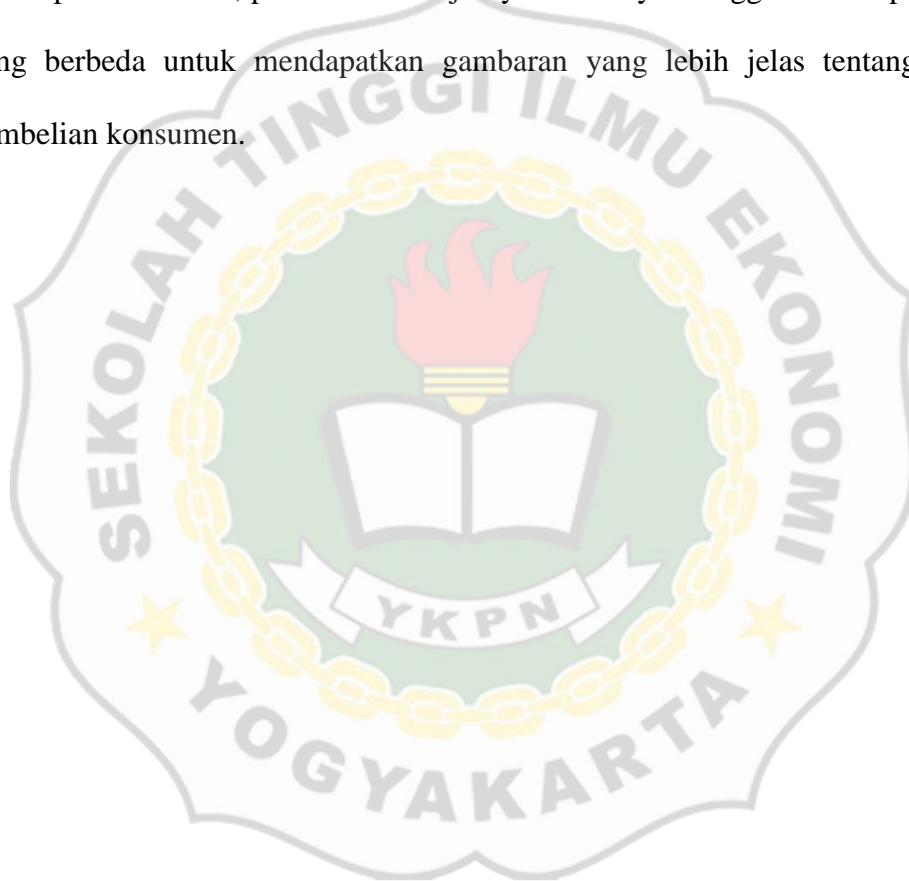 ng berbeda untuk mendapatkan gambaran yang lebih jelas tentang
mbelian konsumen.
SEKOLAH TINGGI ILMU EKONOMI
YKPN
YOGYAKARTA